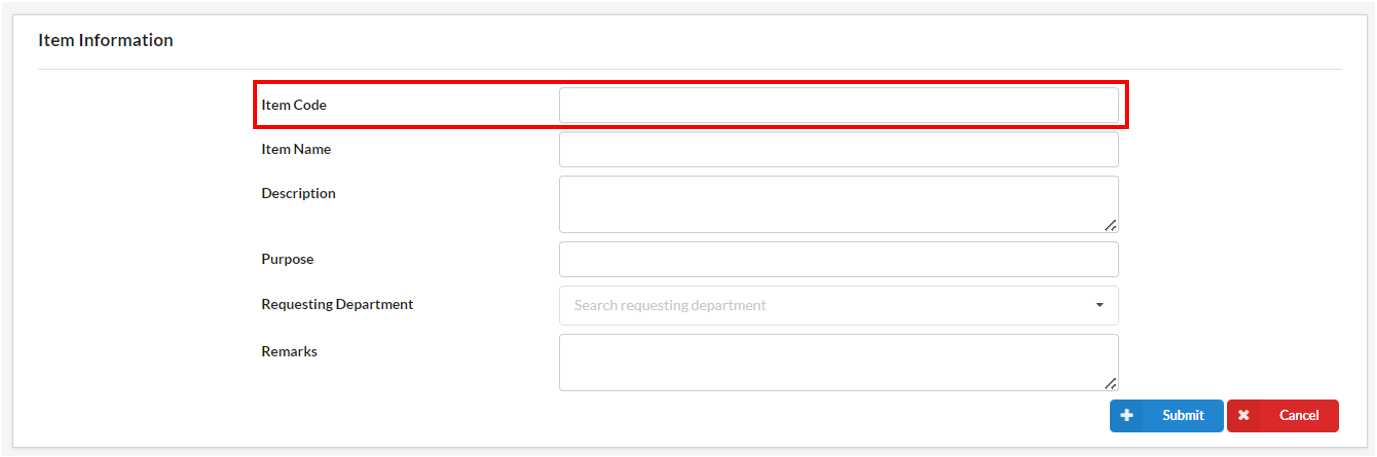 Item Information
Item Code
Item Name
Description
Purpose
Requesting Department
Search requesting department
Remarks
Submit
Cancel